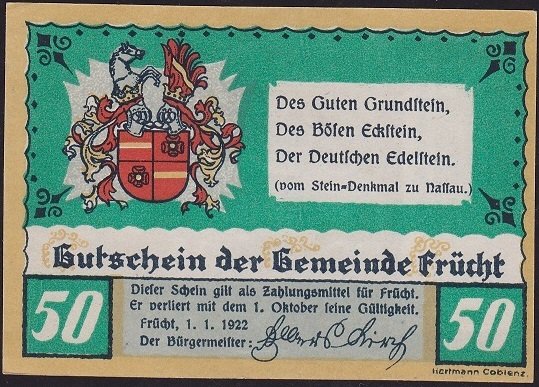 Des Guten Grundſtein,
Des Böſen Eckſtein,
Der Deutſchen Edelſtein.
(vom Stein=Denkmal zu Naſſau.)
Gutschein der Gemeinde Frücht
50
Dieſer Schein gilt als Zahlungsmittel für Frücht.
Er verliert mit dem 1. Oktober ſeine Gültigkeit.
Frücht, 1. 1. 1922
Der Bürgermeiſter:
50
Hartmann Coblenz.